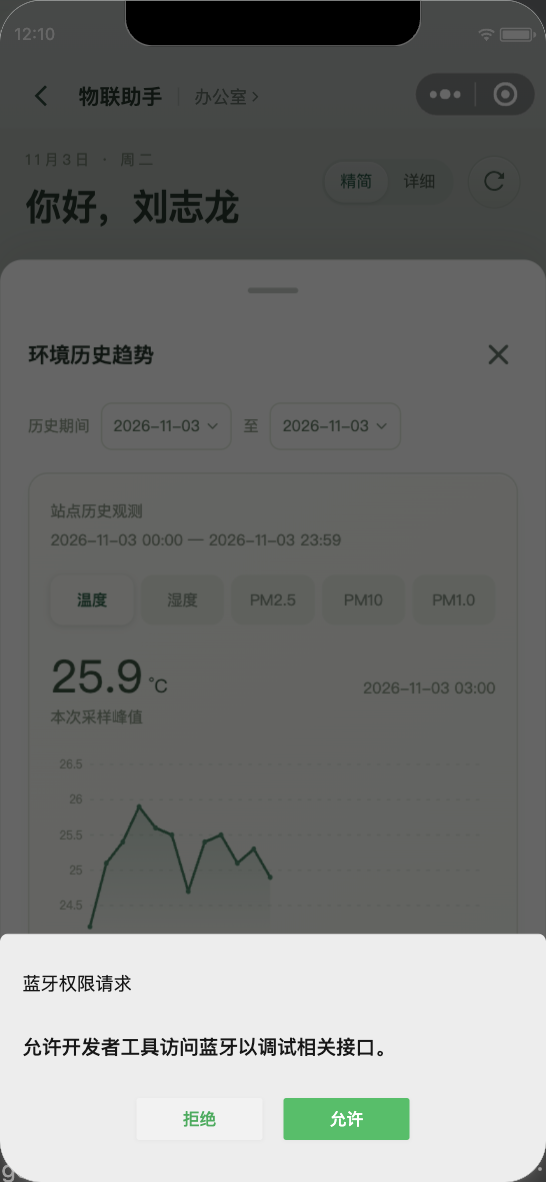 12:10
物联助手 办公室
11月3日 · 周二
你好，刘志龙
精简 详细
环境历史趋势
历史期间 2026-11-03 至 2026-11-03
站点历史观测
2026-11-03 00:00 — 2026-11-03 23:59
温度 湿度 PM2.5 PM10 PM1.0
25.9 °C
2026-11-03 03:00
本次采样峰值
26.5
26
25.5
25
24.5
蓝牙权限请求
允许开发者工具访问蓝牙以调试相关接口。
拒绝 允许